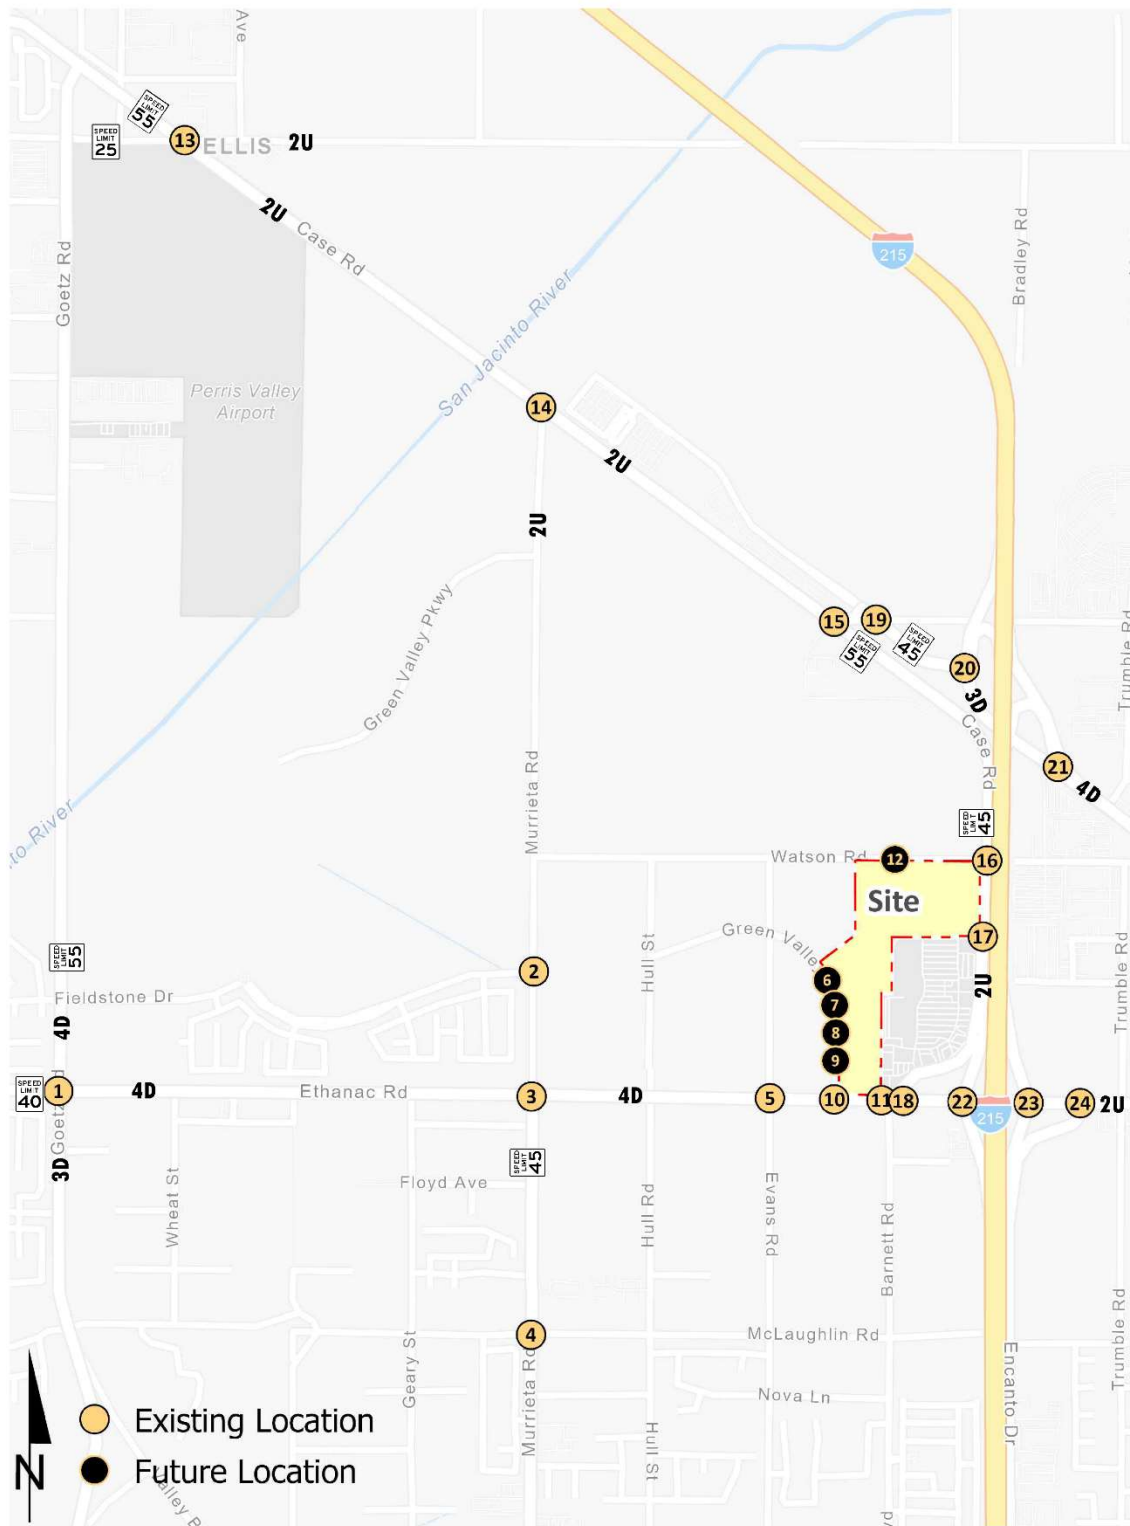 Ave
SPEED LIMIT 55
SPEED LIMIT 25
13
ELLIS
2U
2U
Case Rd
Goetz Rd
215
Bradley Rd
San Jacinto River
Perris Valley
Airport
14
2U
2U
Green Valley Pkwy
15
19
SPEED LIMIT 45
SPEED LIMIT 55
20
3D
Trumble Rd
Case Rd
21
4D
Murrieta Rd
SPEED LIMIT 45
to River
Watson Rd
12
16
Site
Green Valle
17
Hull St
SPEED LIMIT 55
2
6
2U
Trumble Rd
Fieldstone Dr
7
4D
8
9
SPEED LIMIT 40
1
4D
Ethanac Rd
3
4D
5
10
11
18
22
215
23
24
2U
Goetz Rd
3D
SPEED LIMIT 45
Floyd Ave
Wheat St
Hull Rd
Evans Rd
Barnett Rd
4
McLaughlin Rd
Trumble Rd
Geary St
Murrieta Rd
Nova Ln
Encanto Dr
Hull St
Existing Location
Future Location
N